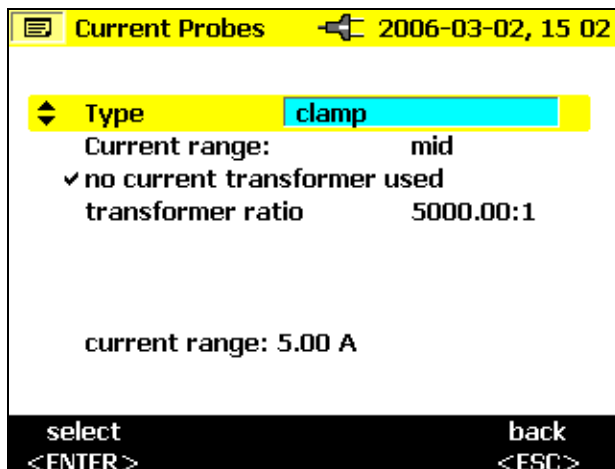 Current Probes 2006-03-02, 15 02
Type clamp
Current range: mid
no current transformer used
transformer ratio 5000.00:1
current range: 5.00 A
select back
<ENTER> <ESC>